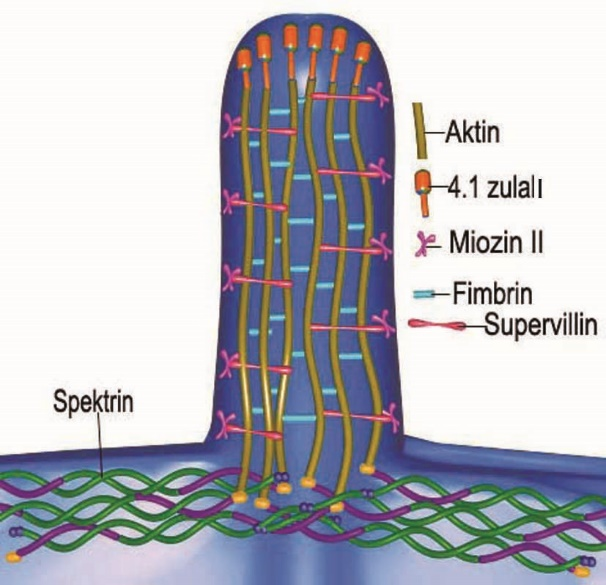 Aktin
4.1 zulalı
Miozin II
Fimbrin
Supervillin
Spektrin